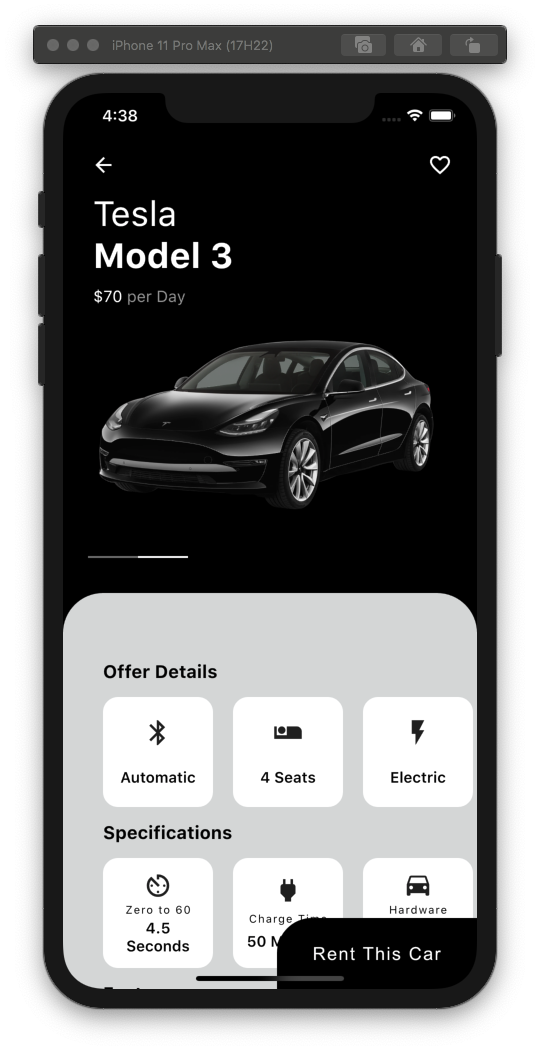 iPhone 11 Pro Max (17H22)
4:38
Tesla
Model 3
$70 per Day
Offer Details
Automatic
4 Seats
Electric
Specifications
Zero to 60
4.5
Seconds
Charge Time
50 M
Hardware
Rent This Car